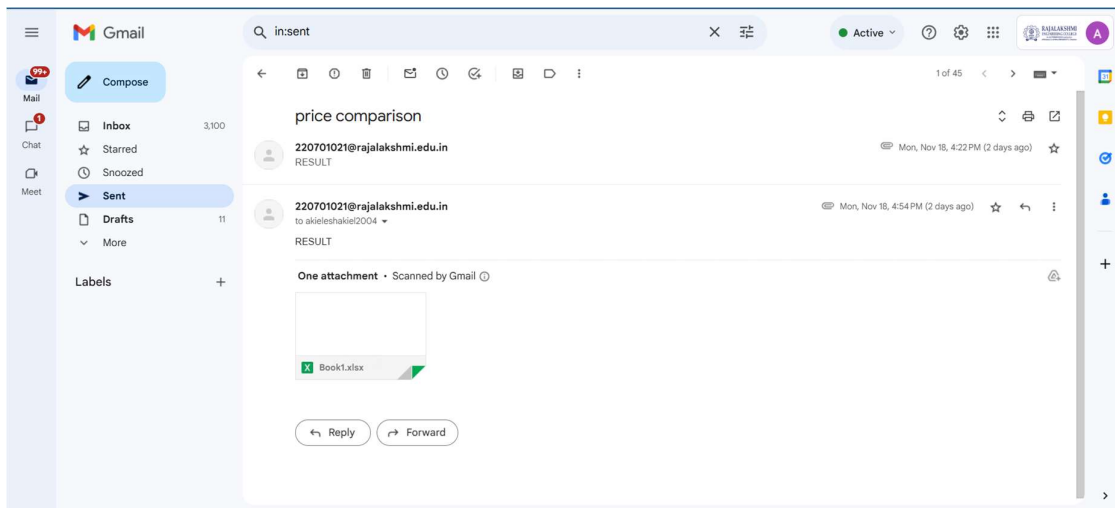 Gmail
in:sent
Active
RAJALAKSHMI
A
99+
Mail
Compose
1 of 45
31
price comparison
Inbox 3,100
1
220701021@rajalakshmi.edu.in Mon, Nov 18, 4:22 PM (2 days ago)
Chat
Starred
RESULT
Snoozed
Meet
Sent
220701021@rajalakshmi.edu.in Mon, Nov 18, 4:54 PM (2 days ago)
Drafts 11
to akieleshakiel2004
More
RESULT
Labels
One attachment • Scanned by Gmail
X Book1.xlsx
Reply Forward